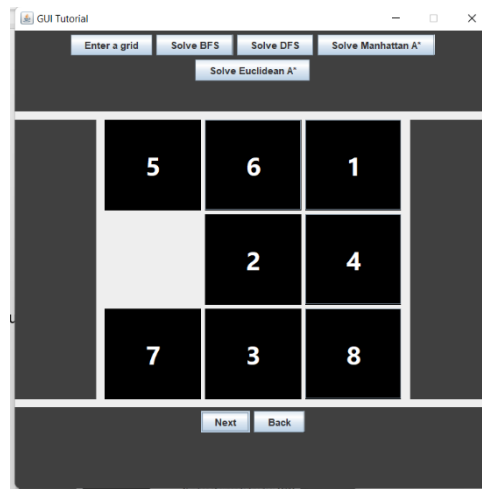 GUI Tutorial
Enter a grid Solve BFS Solve DFS Solve Manhattan A*
Solve Euclidean A*
5 6 1
2 4
7 3 8
Next Back